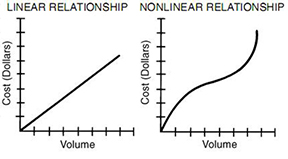 LINEAR RELATIONSHIP
NONLINEAR RELATIONSHIP
Cost (Dollars)
Volume
Cost (Dollars)
Volume